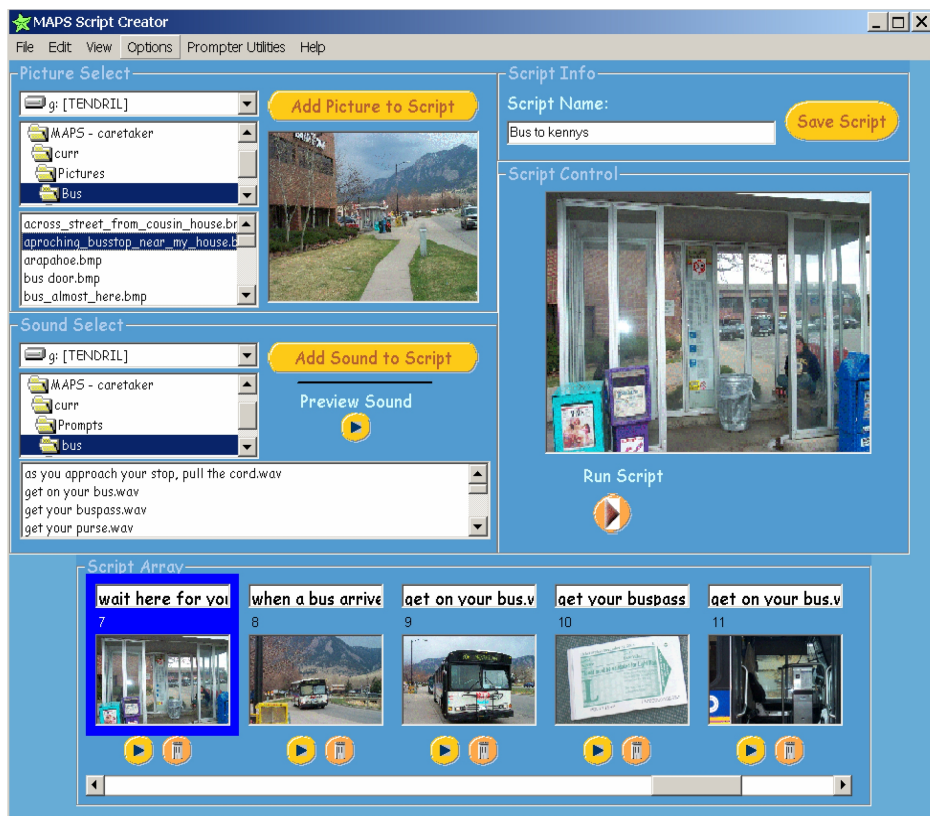 MAPS Script Creator
File Edit View Options Prompter Utilities Help
Picture Select
g: [TENDRIL]
Add Picture to Script
MAPS - caretaker
curr
Pictures
Bus
across_street_from_cousin_house.br
aproching_busstop_near_my_house.b
arapahoe.bmp
bus door.bmp
bus_almost_here.bmp
Script Info
Script Name:
Bus to kennys
Save Script
Script Control
Run Script
Sound Select
g: [TENDRIL]
Add Sound to Script
MAPS - caretaker
curr
Prompts
bus
Preview Sound
as you approach your stop, pull the cord.wav
get on your bus.wav
get your buspass.wav
get your purse.wav
Script Array
wait here for you
when a bus arrive
get on your bus.v
get your buspass
get on your bus.v
7 8 9 10 11